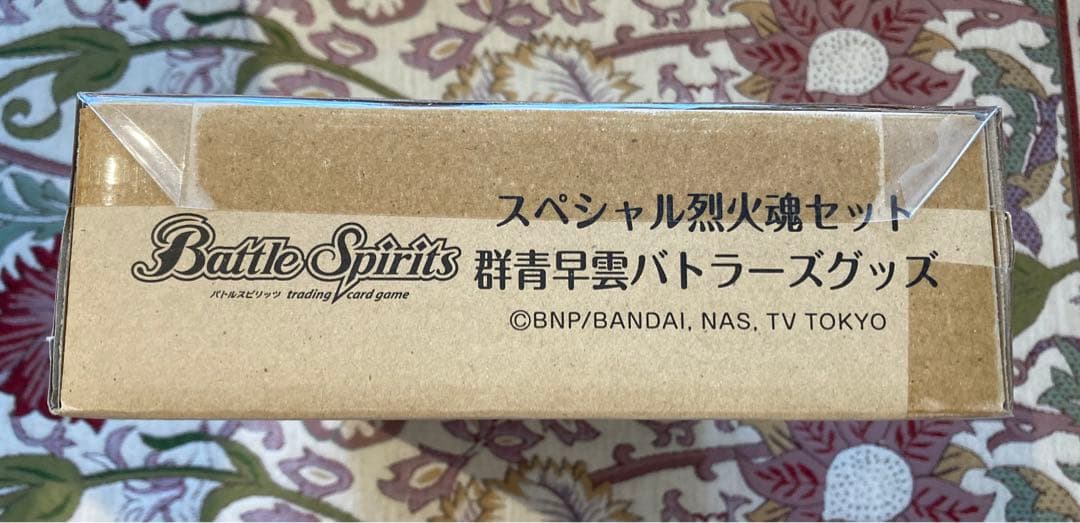 Battle Spirits
バトルスピリッツ trading card game
スペシャル烈火魂セット
群青早雲バトラーズグッズ
©BNP/BANDAI, NAS, TV TOKYO